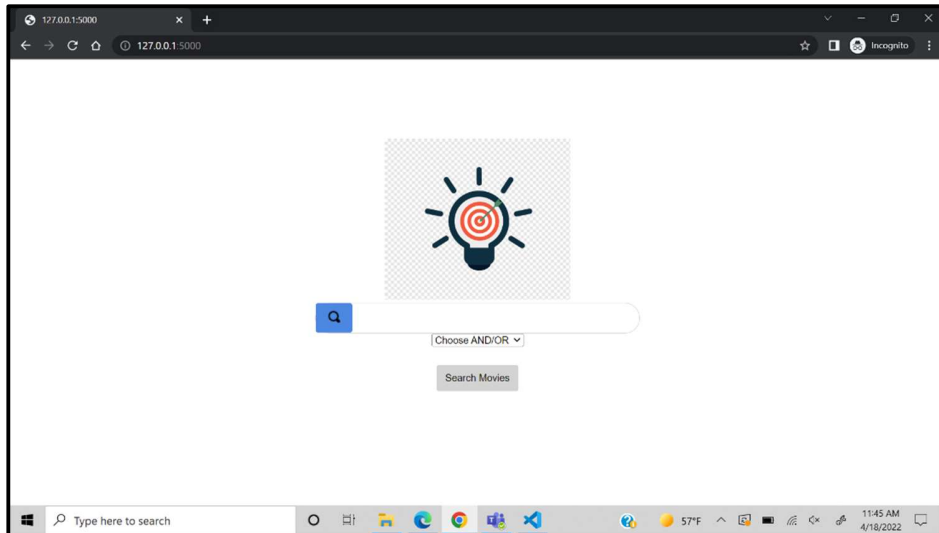 127.0.0.1:5000
127.0.0.1:5000
Incognito
Choose AND/OR
Search Movies
Type here to search
57°F
11:45 AM
4/18/2022